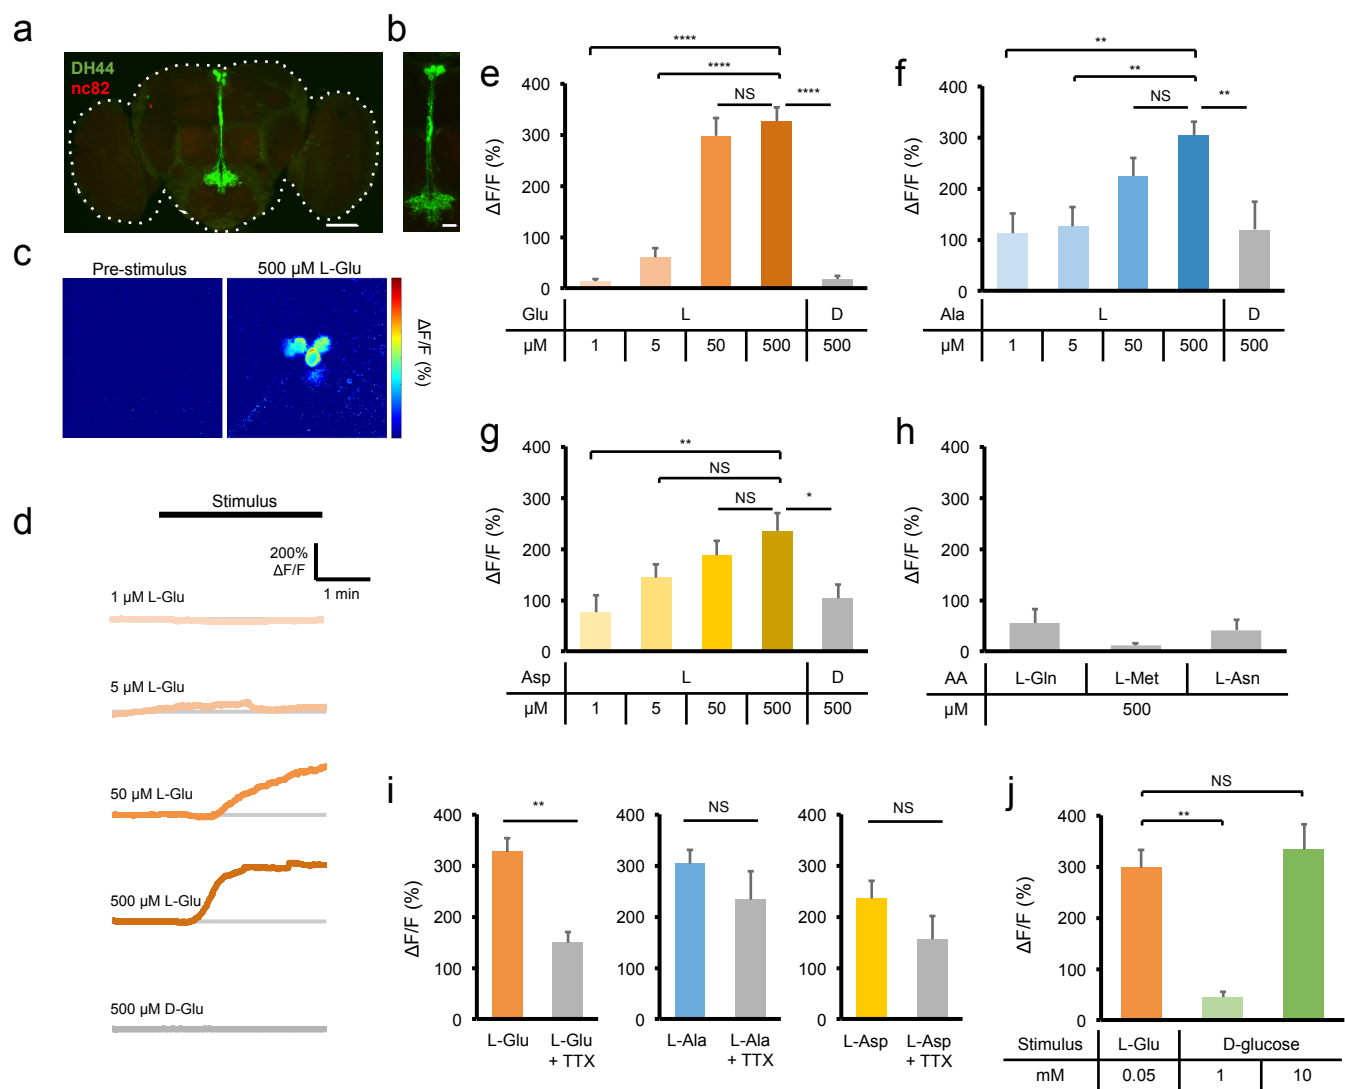 a
DH44
nc82
b
c
Pre-stimulus
500 µM L-Glu
ΔF/F (%)
d
Stimulus
200%
ΔF/F
1 min
1 µM L-Glu
5 µM L-Glu
50 µM L-Glu
500 µM L-Glu
500 µM D-Glu
e
****
****
NS
****
ΔF/F (%)
400
300
200
100
0
Glu L D
µM 1 5 50 500 500
f
**
**
NS
**
ΔF/F (%)
400
300
200
100
0
Ala L D
µM 1 5 50 500 500
g
**
NS
NS
*
ΔF/F (%)
400
300
200
100
0
Asp L D
µM 1 5 50 500 500
h
ΔF/F (%)
400
300
200
100
0
AA L-Gln L-Met L-Asn
µM 500
i
ΔF/F (%)
400
300
200
100
0
**
L-Glu L-Glu
+ TTX
400
300
200
100
0
NS
L-Ala L-Ala
+ TTX
400
300
200
100
0
NS
L-Asp L-Asp
+ TTX
j
NS
**
ΔF/F (%)
400
300
200
100
0
Stimulus L-Glu D-glucose
mM 0.05 1 10